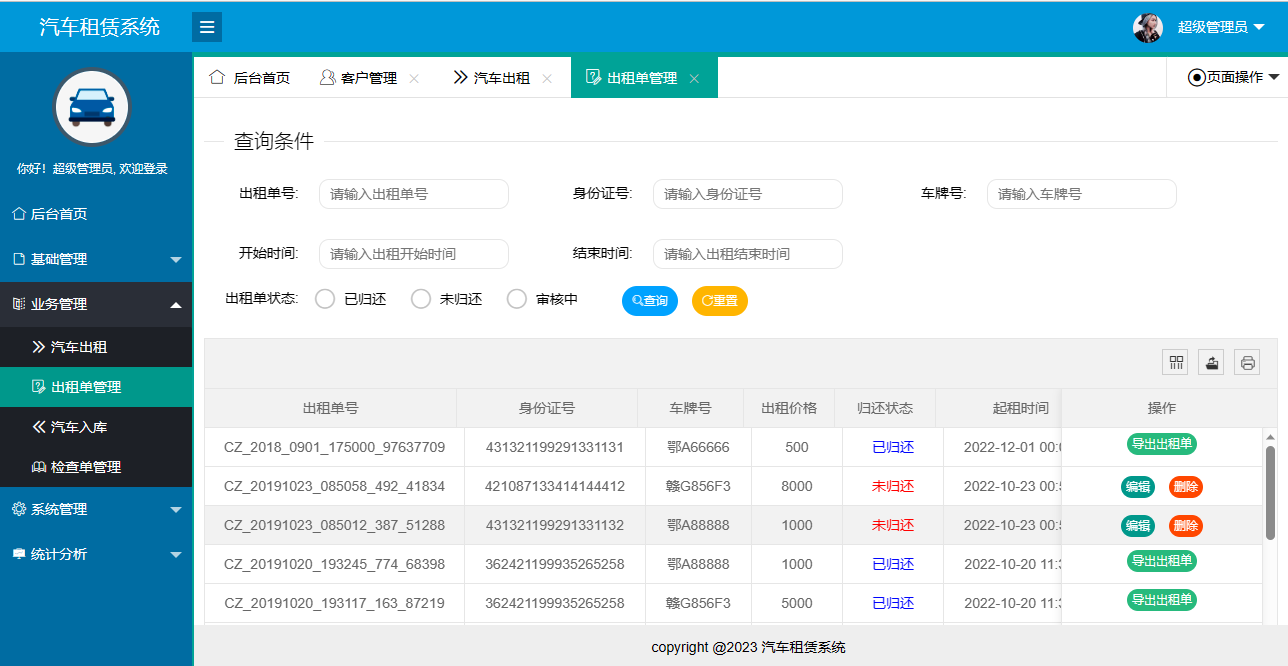 汽车租赁系统
超级管理员
你好！超级管理员, 欢迎登录
后台首页
基础管理
业务管理
汽车出租
出租单管理
汽车入库
检查单管理
系统管理
统计分析
后台首页 客户管理 汽车出租 出租单管理 页面操作
查询条件
出租单号: 请输入出租单号 身份证号: 请输入身份证号 车牌号: 请输入车牌号
开始时间: 请输入出租开始时间 结束时间: 请输入出租结束时间
出租单状态: 已归还 未归还 审核中 查询 重置
出租单号 身份证号 车牌号 出租价格 归还状态 起租时间 操作
CZ_2018_0901_175000_97637709 431321199291331131 鄂A66666 500 已归还 2022-12-01 00: 导出出租单
CZ_20191023_085058_492_41834 421087133414144412 赣G856F3 8000 未归还 2022-10-23 00: 编辑 删除
CZ_20191023_085012_387_51288 431321199291331132 鄂A88888 1000 未归还 2022-10-23 00: 编辑 删除
CZ_20191020_193245_774_68393 362421199935265258 鄂A88888 1000 已归还 2022-10-20 11: 导出出租单
CZ_20191020_193117_163_87219 362421199935265258 赣G856F3 5000 已归还 2022-10-20 11: 导出出租单
copyright @2023 汽车租赁系统